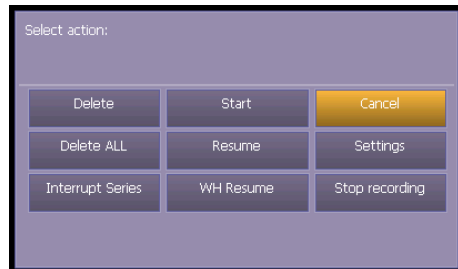 Select action:
Delete
Start
Cancel
Delete ALL
Resume
Settings
Interrupt Series
WH Resume
Stop recording